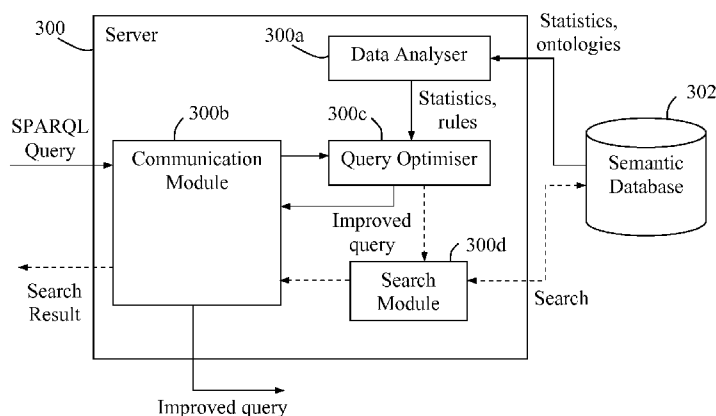 300
Server
300a
Data Analyser
Statistics,
ontologies
Statistics,
rules
302
SPARQL
Query
300b
Communication
Module
300c
Query Optimiser
Semantic
Database
Improved
query
300d
Search
Module
Search
Search
Result
Improved query